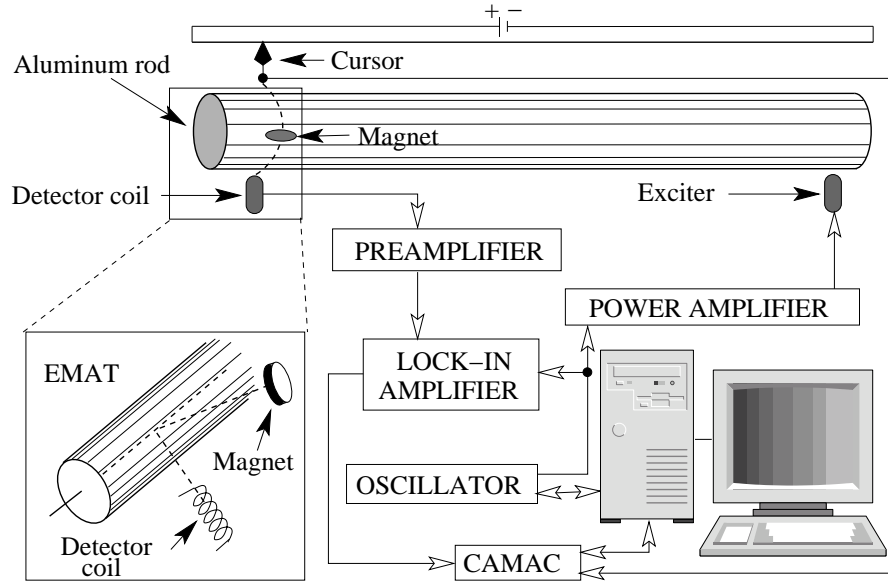 + −
Cursor
Aluminum rod
Magnet
Detector coil
Exciter
PREAMPLIFIER
POWER AMPLIFIER
LOCK−IN
AMPLIFIER
EMAT
Magnet
OSCILLATOR
Detector
coil
CAMAC